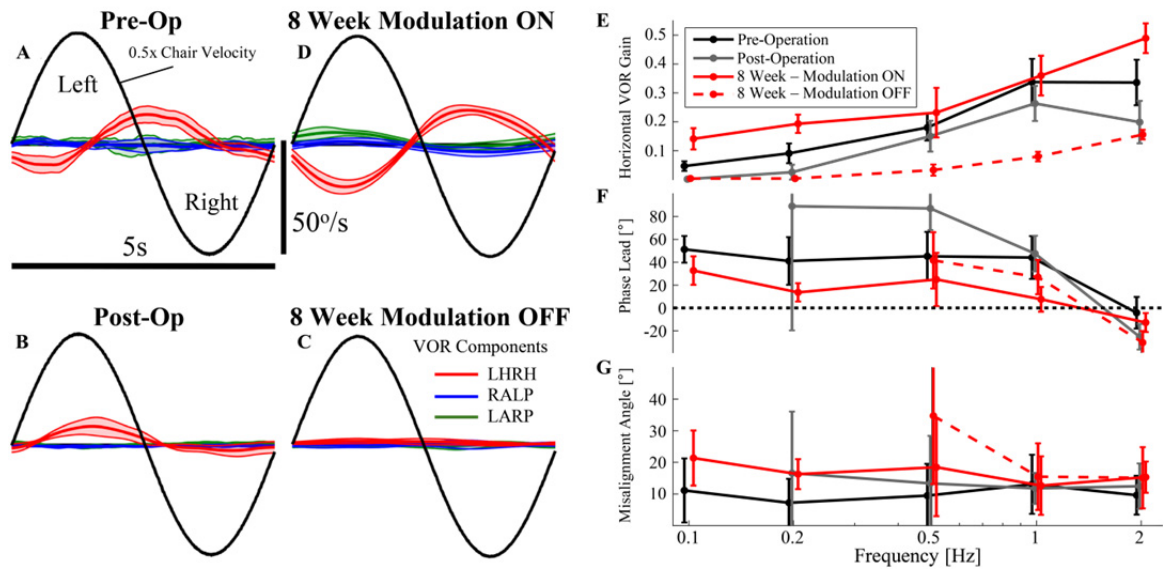 Pre-Op
8 Week Modulation ON
A
0.5x Chair Velocity
Left
Right
5s
D
50°/s
Post-Op
8 Week Modulation OFF
B
C
VOR Components
LHRH
RALP
LARP
E
Horizontal VOR Gain
0.5
0.4
0.3
0.2
0.1
Pre-Operation
Post-Operation
8 Week – Modulation ON
8 Week – Modulation OFF
F
Phase Lead [°]
80
60
40
20
0
-20
G
Misalignment Angle [°]
40
30
20
10
0.1 0.2 0.5 1 2
Frequency [Hz]